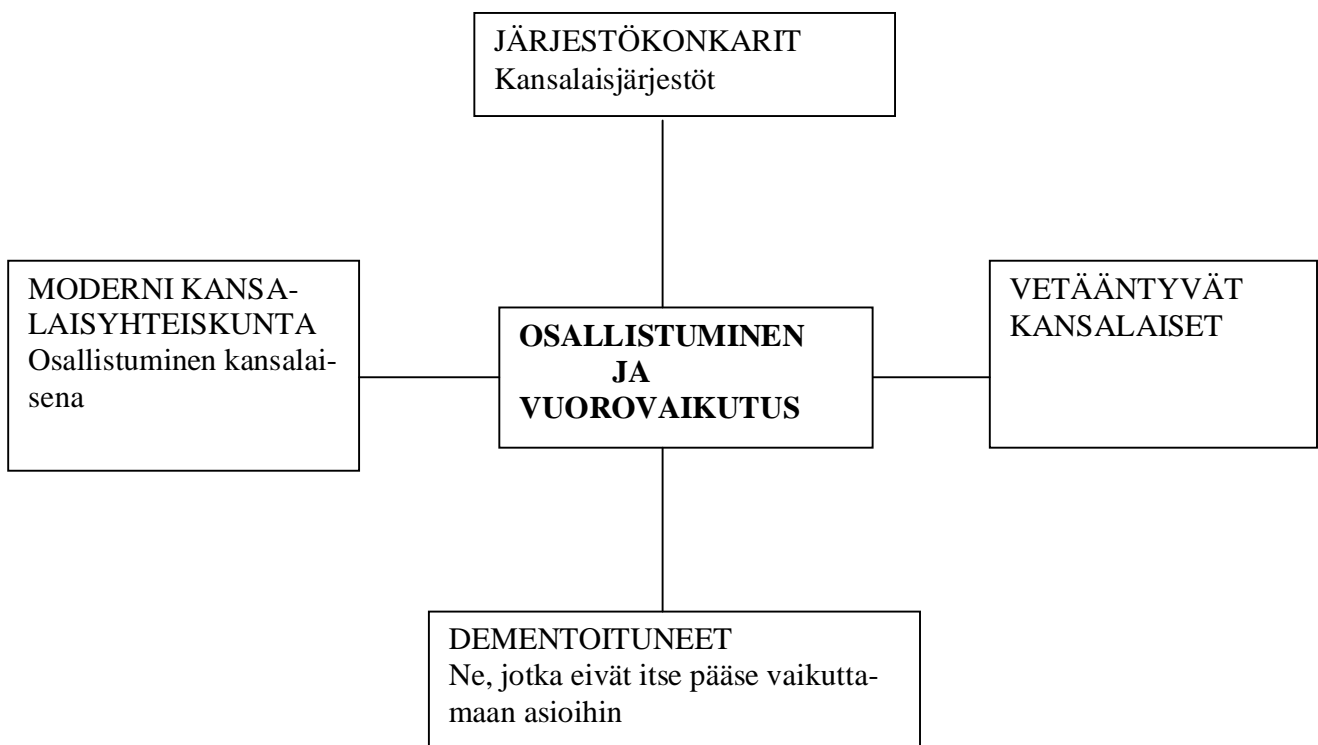 JÄRJESTÖKONKARIT
Kansalaisjärjestöt
MODERNI KANSA-
LAISYHTEISKUNTA
Osallistuminen kansalai-
sena
OSALLISTUMINEN
JA
VUOROVAIKUTUS
VETÄÄNTYVÄT
KANSALAISET
DEMENTOITUNEET
Ne, jotka eivät itse pääse vaikutta-
maan asioihin